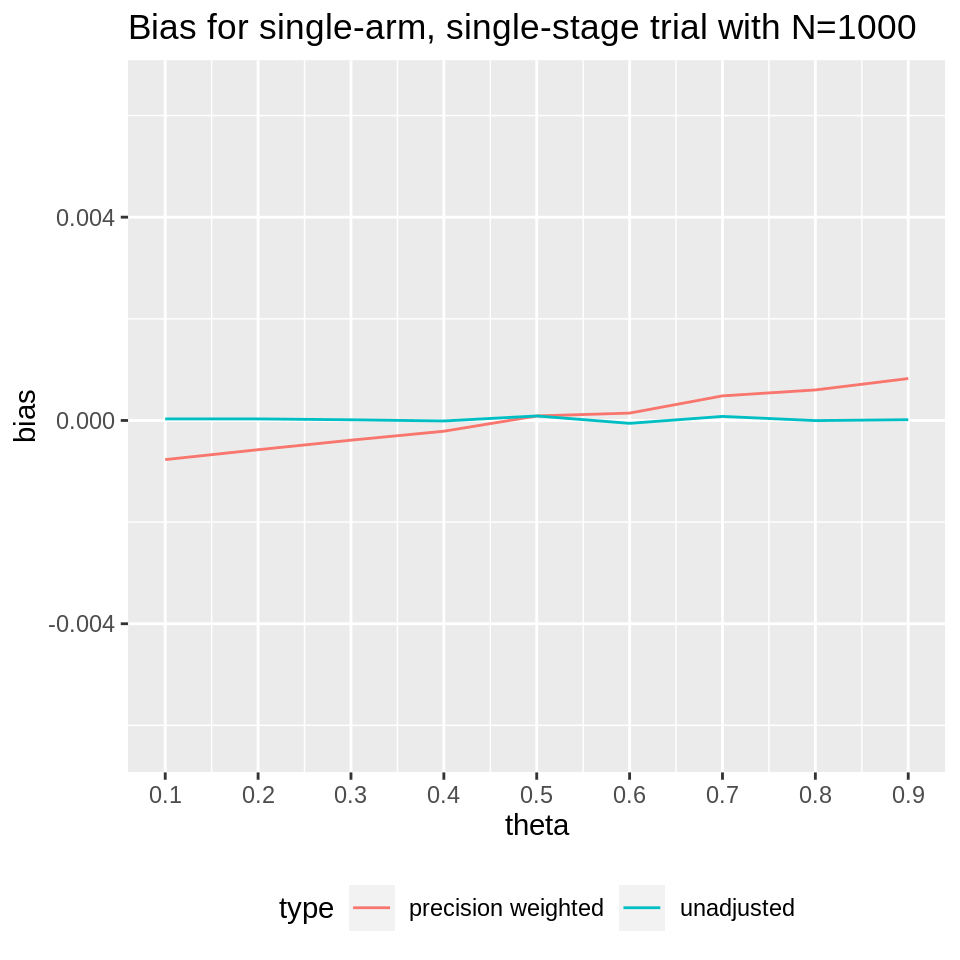 Bias for single-arm, single-stage trial with N=1000
bias
0.004
0.000
-0.004
0.1 0.2 0.3 0.4 0.5 0.6 0.7 0.8 0.9
theta
type precision weighted unadjusted